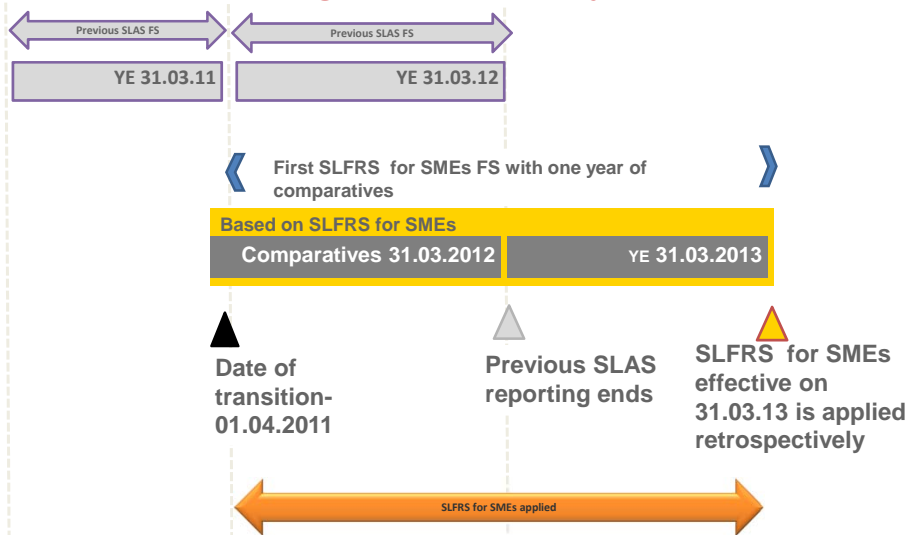 Previous SLAS FS
Previous SLAS FS
YE 31.03.11
YE 31.03.12
First SLFRS for SMEs FS with one year of
comparatives
Based on SLFRS for SMEs
Comparatives 31.03.2012
YE 31.03.2013
Date of
transition-
01.04.2011
Previous SLAS
reporting ends
SLFRS for SMEs
effective on
31.03.13 is applied
retrospectively
SLFRS for SMEs applied